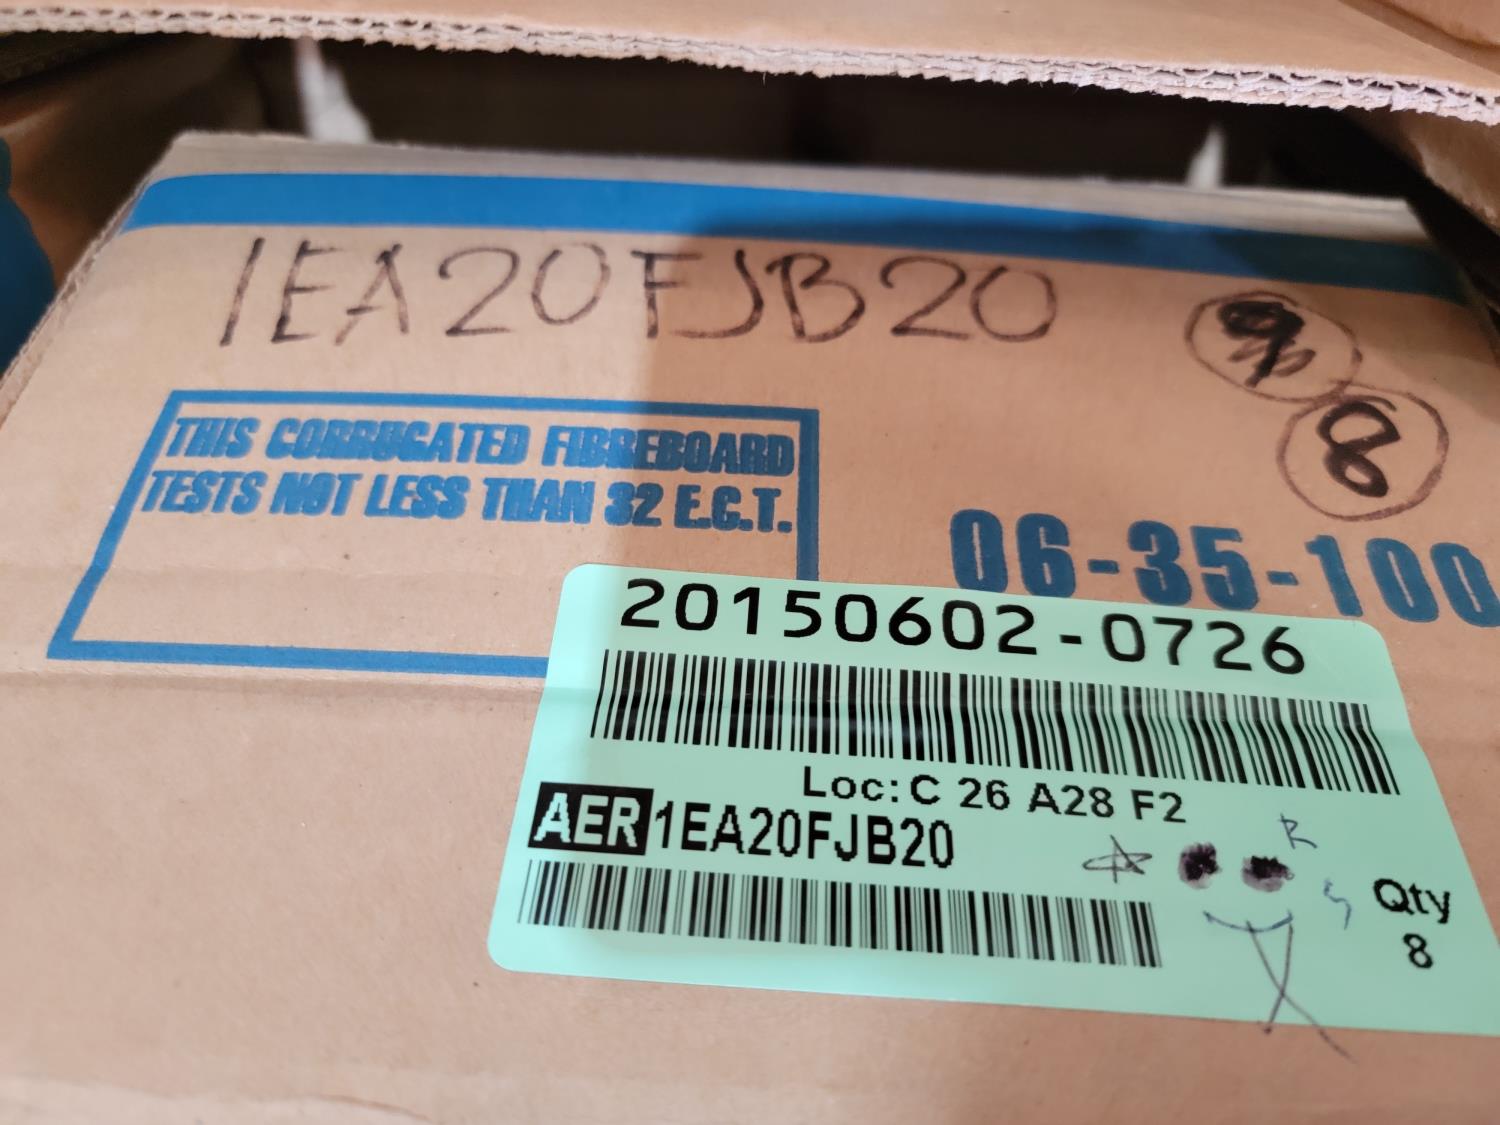 1EA20FJB20
8
THIS CORRUGATED FIBREBOARD
TESTS NOT LESS THAN 32 E.C.T.
06-35-100
20150602-0726
Loc: C 26 A28 F2
AER 1EA20FJB20
R
Qty
8